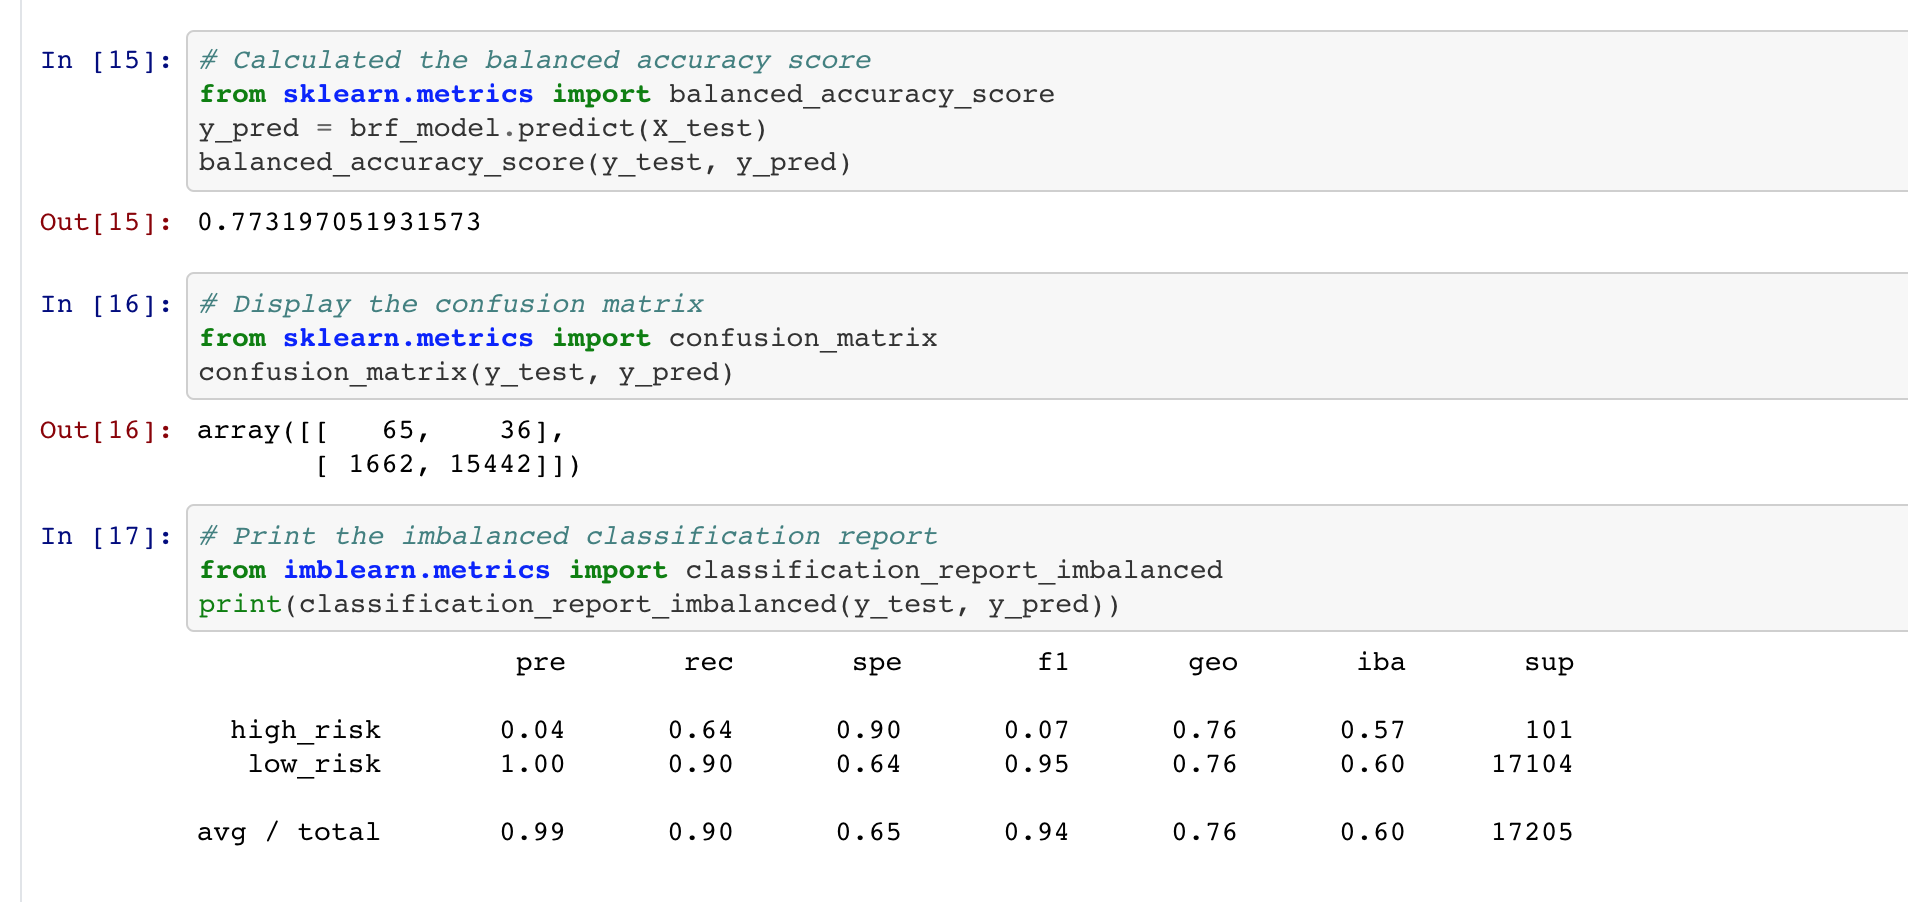 In [15]: # Calculated the balanced accuracy score
from sklearn.metrics import balanced_accuracy_score
y_pred = brf_model.predict(X_test)
balanced_accuracy_score(y_test, y_pred)
Out[15]: 0.773197051931573
In [16]: # Display the confusion matrix
from sklearn.metrics import confusion_matrix
confusion_matrix(y_test, y_pred)
Out[16]: array([[   65,    36],
       [ 1662, 15442]])
In [17]: # Print the imbalanced classification report
from imblearn.metrics import classification_report_imbalanced
print(classification_report_imbalanced(y_test, y_pred))
pre       rec       spe        f1       geo       iba       sup
high_risk       0.04      0.64      0.90      0.07      0.76      0.57       101
low_risk       1.00      0.90      0.64      0.95      0.76      0.60     17104
avg / total       0.99      0.90      0.65      0.94      0.76      0.60     17205